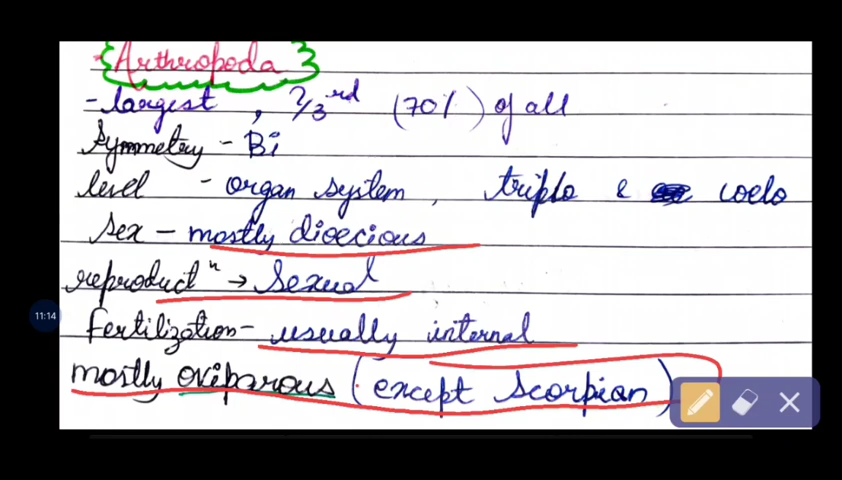 Arthropoda
- largest , 2/3rd (70%) of all
Symmetry - Bi
level - organ system , triplo & coelo
Sex - mostly dioecious
reproductn → Sexual
11:14
Fertilization - usually internal
mostly oviparous (except Scorpian)